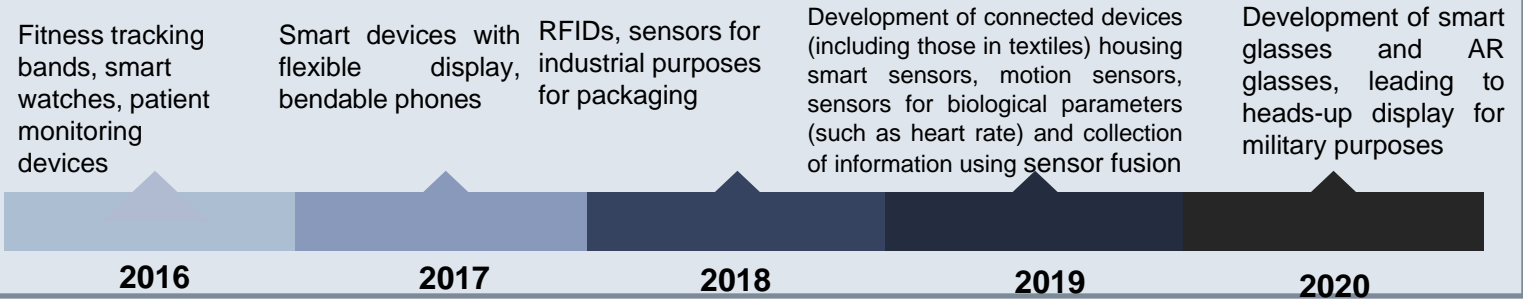 Fitness tracking
bands, smart
watches, patient
monitoring
devices
Smart devices with
flexible display,
bendable phones
RFIDs, sensors for
industrial purposes
for packaging
Development of connected devices
(including those in textiles) housing
smart sensors, motion sensors,
sensors for biological parameters
(such as heart rate) and collection
of information using sensor fusion
Development of smart
glasses and AR
glasses, leading to
heads-up display for
military purposes
2016
2017
2018
2019
2020